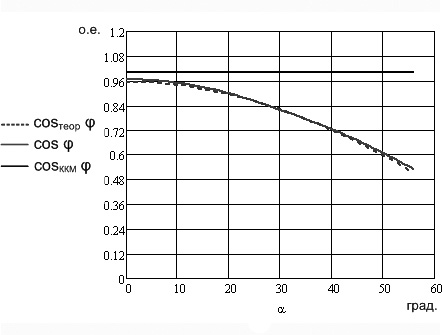 о.е.
1.2
1.08
0.96
0.84
0.72
0.6
0.48
0.36
0.24
0.12
0
cosтеор φ
cos φ
cosккм φ
0 10 20 30 40 50 60
α
град.